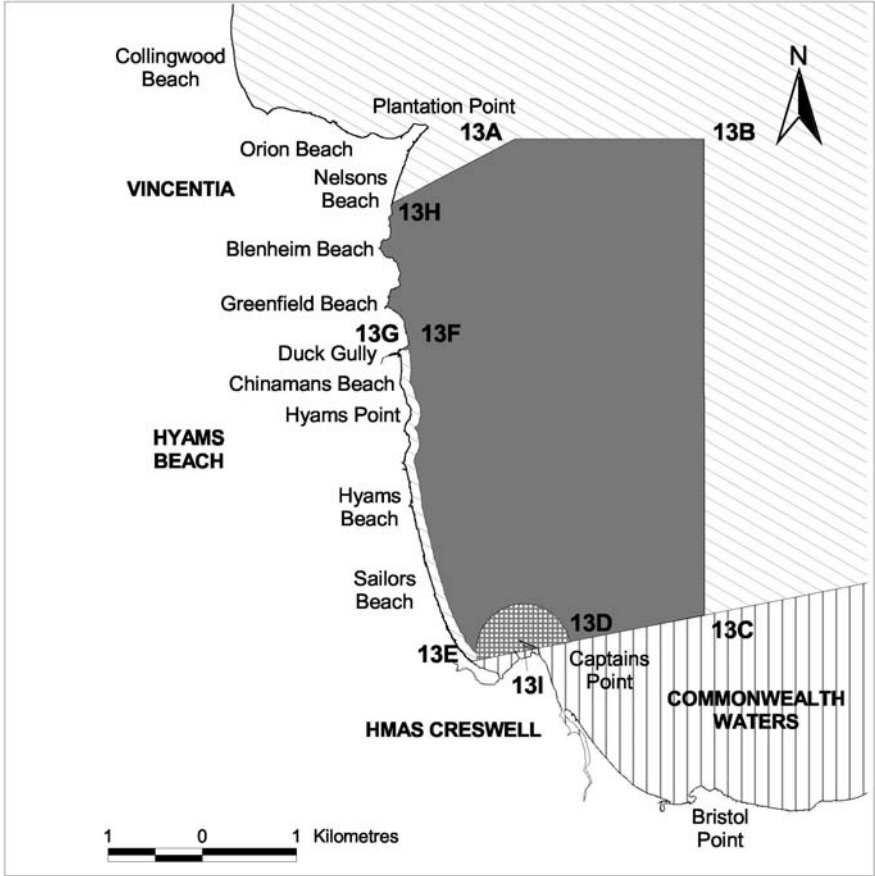 Collingwood
Beach
N
Plantation Point
13A
13B
Orion Beach
VINCENTIA
Nelsons
Beach
13H
Blenheim Beach
Greenfield Beach
13G
13F
Duck Gully
Chinamans Beach
Hyams Point
HYAMS
BEACH
Hyams
Beach
Sailors
Beach
13D
13C
13E
Captains
Point
13I
COMMONWEALTH
WATERS
HMAS CRESWELL
Bristol
Point
1 0 1 Kilometres